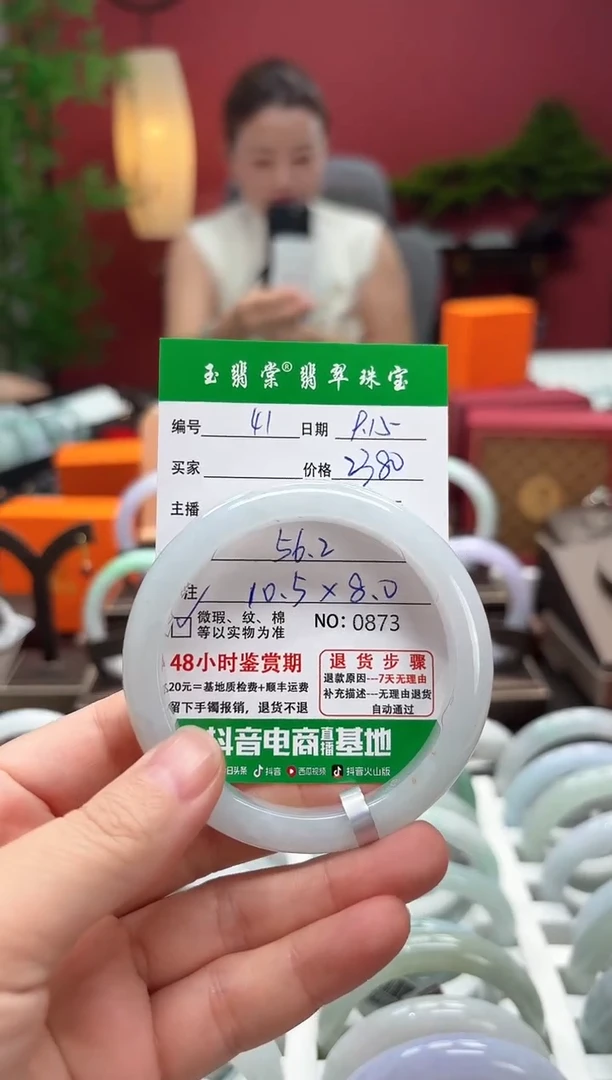 玉翡棠®翡翠珠宝
编号 41 日期 9.15
买家 价格 2380
主播
56.2
注 10.5×8.0
微瑕、纹、棉
等以实物为准
NO: 0873
48小时鉴赏期
20元=基地质检费+顺丰运费
留下手镯报销，退货不退
退货步骤
退款原因---7天无理由
补充描述---无理由退货
自动通过
抖音电商直播基地
日头条 抖音 西瓜视频 抖音火山版